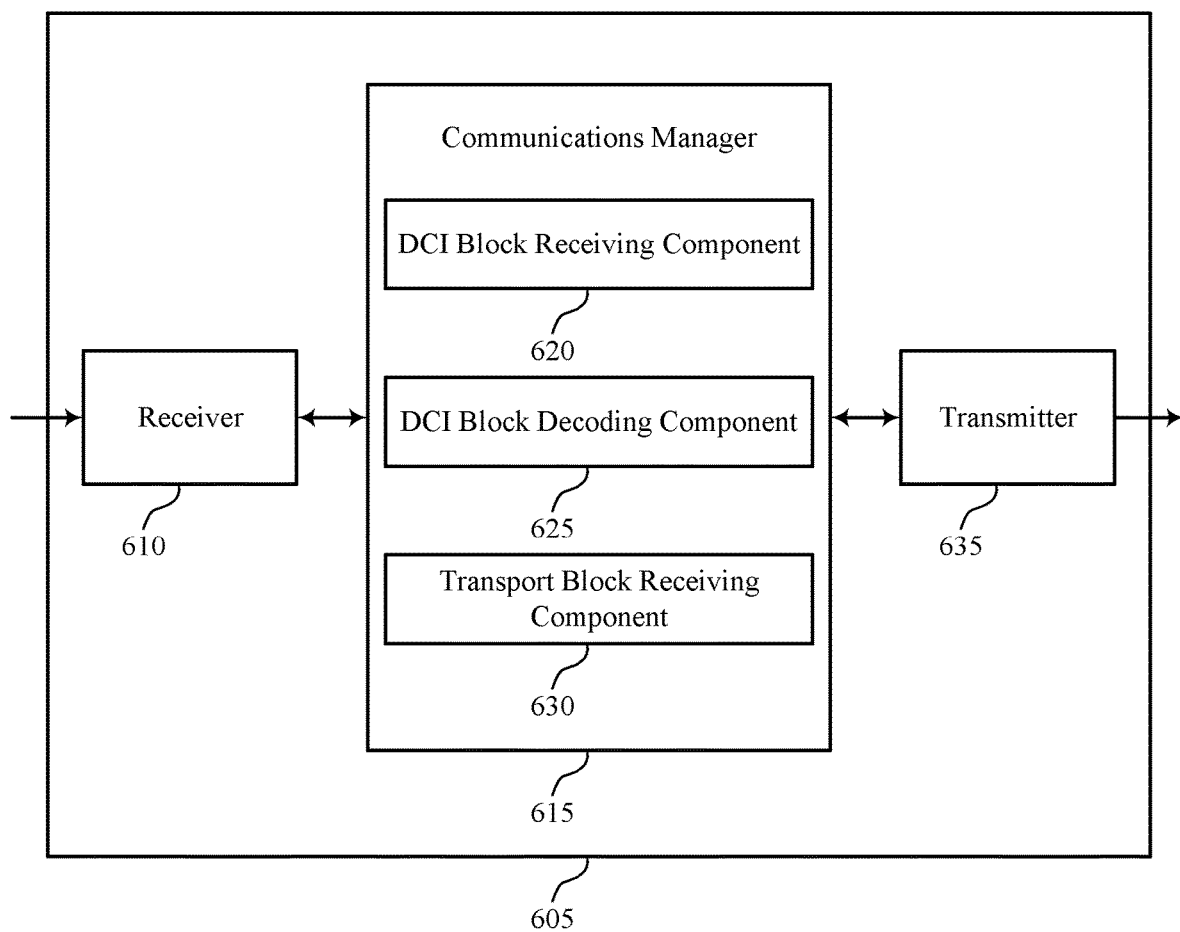 Communications Manager
DCI Block Receiving Component
620
Receiver
610
DCI Block Decoding Component
625
Transmitter
635
Transport Block Receiving
Component
630
615
605